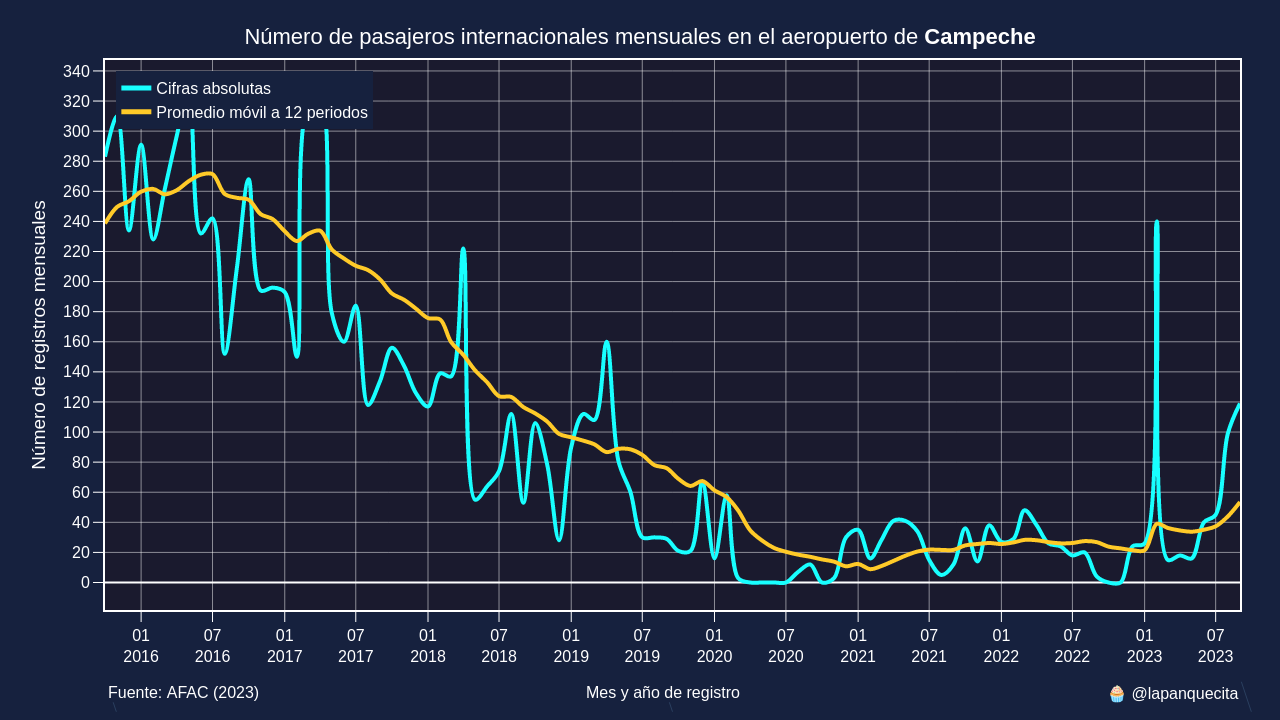 Número de pasajeros internacionales mensuales en el aeropuerto de Campeche
Cifras absolutas
Promedio móvil a 12 periodos
Número de registros mensuales
340
320
300
280
260
240
220
200
180
160
140
120
100
80
60
40
20
0
01 07 01 07 01 07 01 07 01 07 01 07 01 07 01 07
2016 2016 2017 2017 2018 2018 2019 2019 2020 2020 2021 2021 2022 2022 2023 2023
Fuente: AFAC (2023) Mes y año de registro 🧁 @lapanquecita